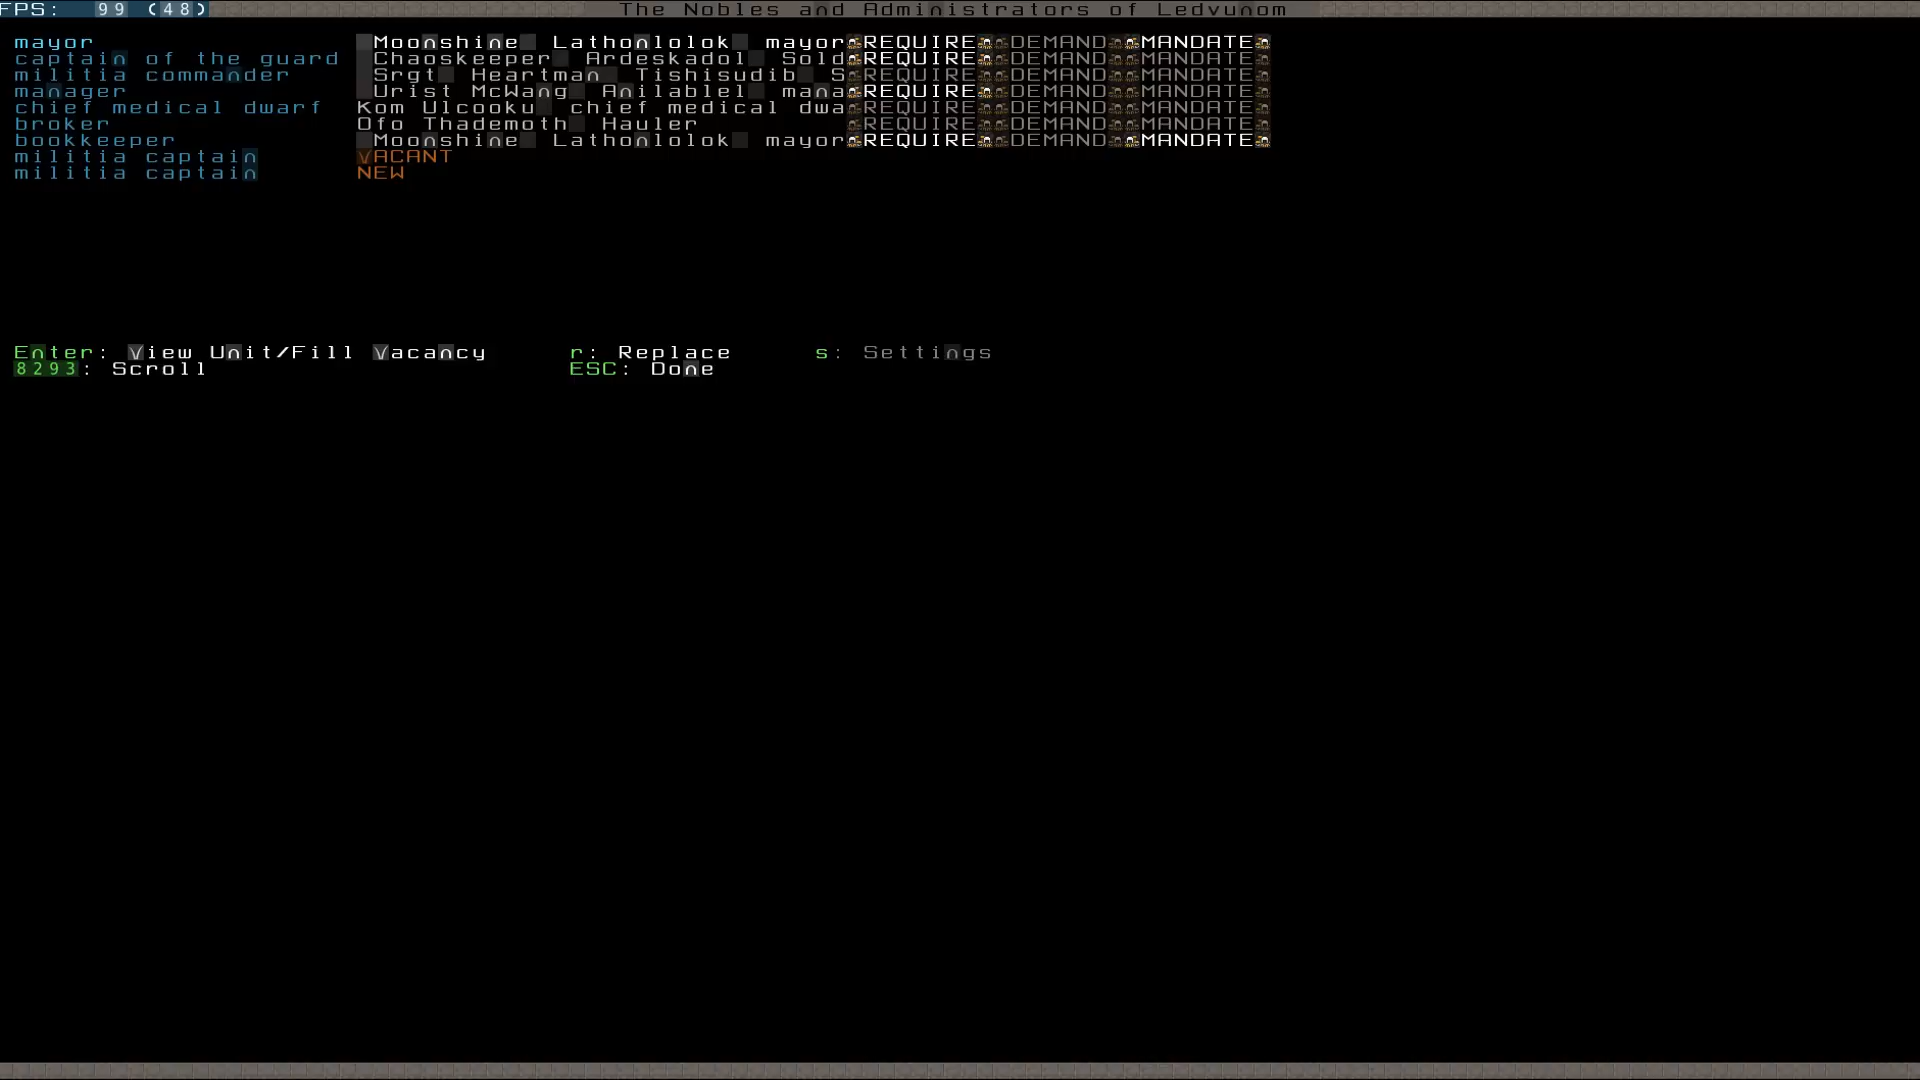 FPS: 99 (48)
The Nobles and Administrators of Ledvunom
mayor Moonshine Lathonlolok mayor REQUIRE DEMAND MANDATE
captain of the guard Chaoskeeper Ardeskadol Sold REQUIRE DEMAND MANDATE
militia commander Srgt Heartman Tishisudib S REQUIRE DEMAND MANDATE
manager Urist McWang Anilablel mana REQUIRE DEMAND MANDATE
chief medical dwarf Kom Ulcooku chief medical dwa REQUIRE DEMAND MANDATE
broker Ofo Thademoth Hauler REQUIRE DEMAND MANDATE
bookkeeper Moonshine Lathonlolok mayor REQUIRE DEMAND MANDATE
militia captain VACANT
militia captain NEW
Enter: View Unit/Fill Vacancy r: Replace s: Settings
8293: Scroll ESC: Done